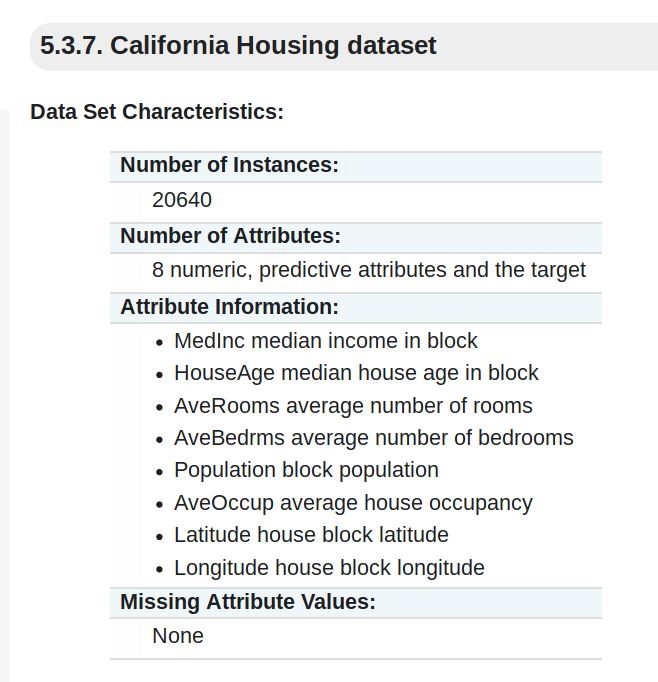 5.3.7. California Housing dataset
Data Set Characteristics:
Number of Instances:
20640
Number of Attributes:
8 numeric, predictive attributes and the target
Attribute Information:
• MedInc median income in block
• HouseAge median house age in block
• AveRooms average number of rooms
• AveBedrms average number of bedrooms
• Population block population
• AveOccup average house occupancy
• Latitude house block latitude
• Longitude house block longitude
Missing Attribute Values:
None